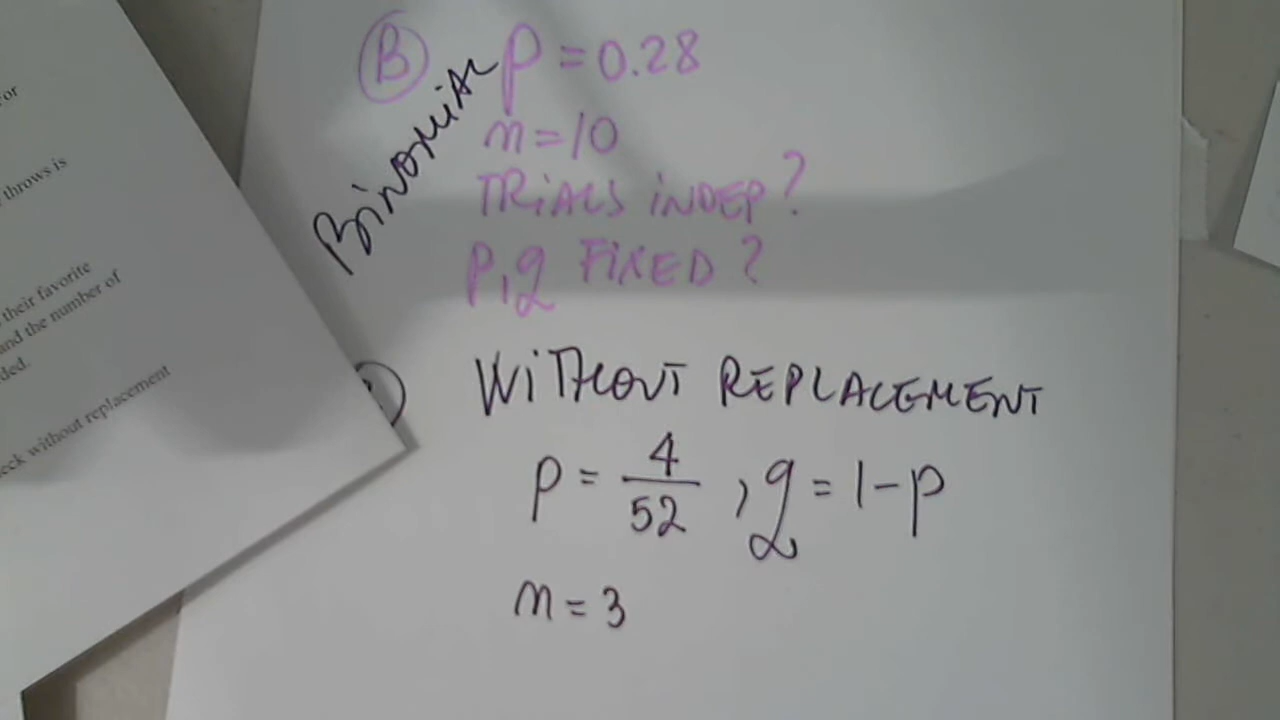 or
throws is
their favorite
and the number of
ded.
eck without replacement
B p = 0.28
Binomial
n = 10
TRiALS iNDEP?
p,q FiXED?
WiTHOUT REPLACEMENT
p = 4/52 , q = 1 - p
n = 3